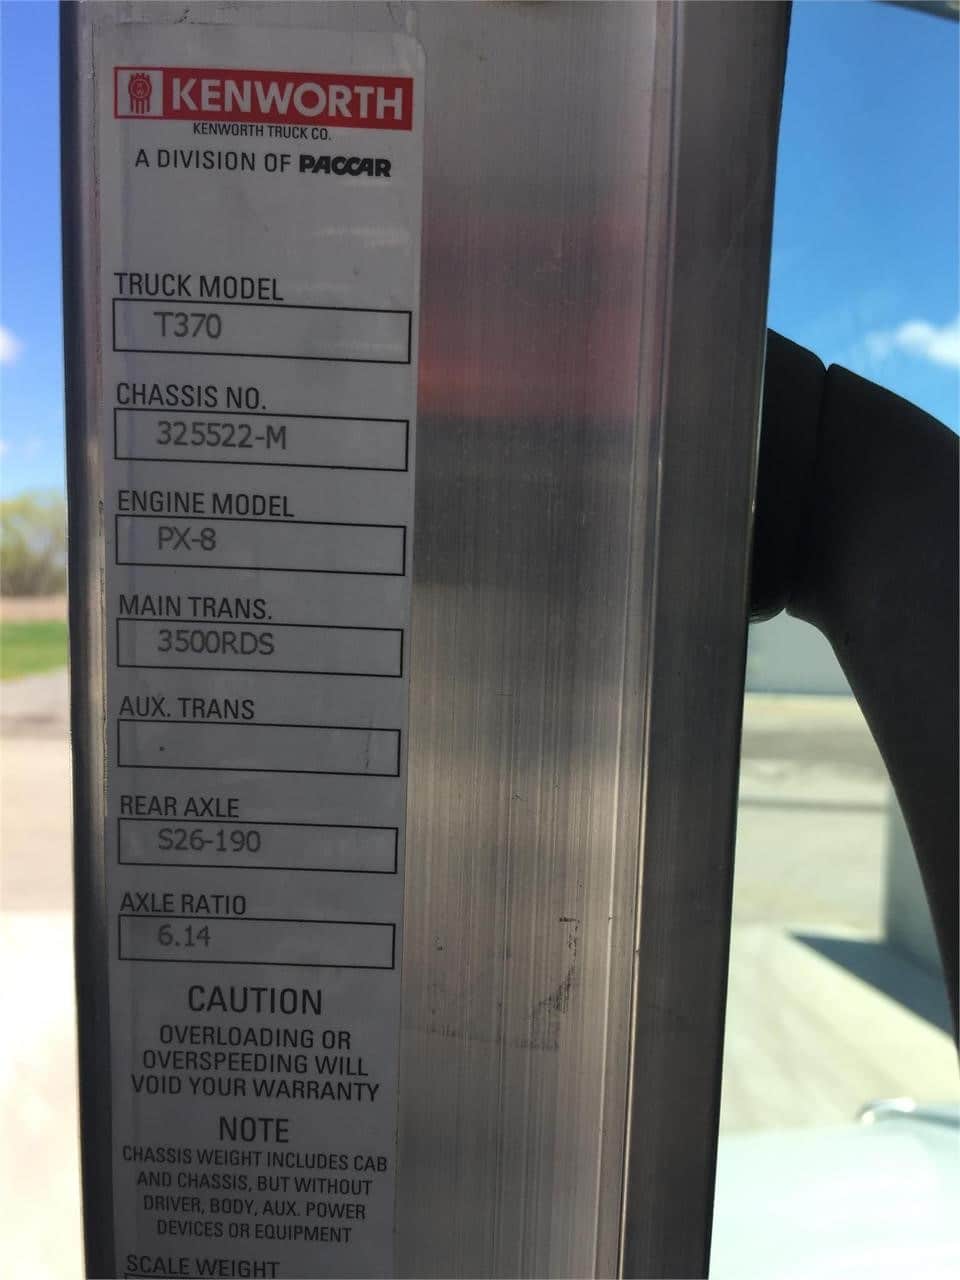 KENWORTH
KENWORTH TRUCK CO.
A DIVISION OF PACCAR
TRUCK MODEL
T370
CHASSIS NO.
325522-M
ENGINE MODEL
PX-8
MAIN TRANS.
3500RDS
AUX. TRANS
.
REAR AXLE
S26-190
AXLE RATIO
6.14
CAUTION
OVERLOADING OR
OVERSPEEDING WILL
VOID YOUR WARRANTY
NOTE
CHASSIS WEIGHT INCLUDES CAB
AND CHASSIS, BUT WITHOUT
DRIVER, BODY, AUX. POWER
DEVICES OR EQUIPMENT
SCALE WEIGHT